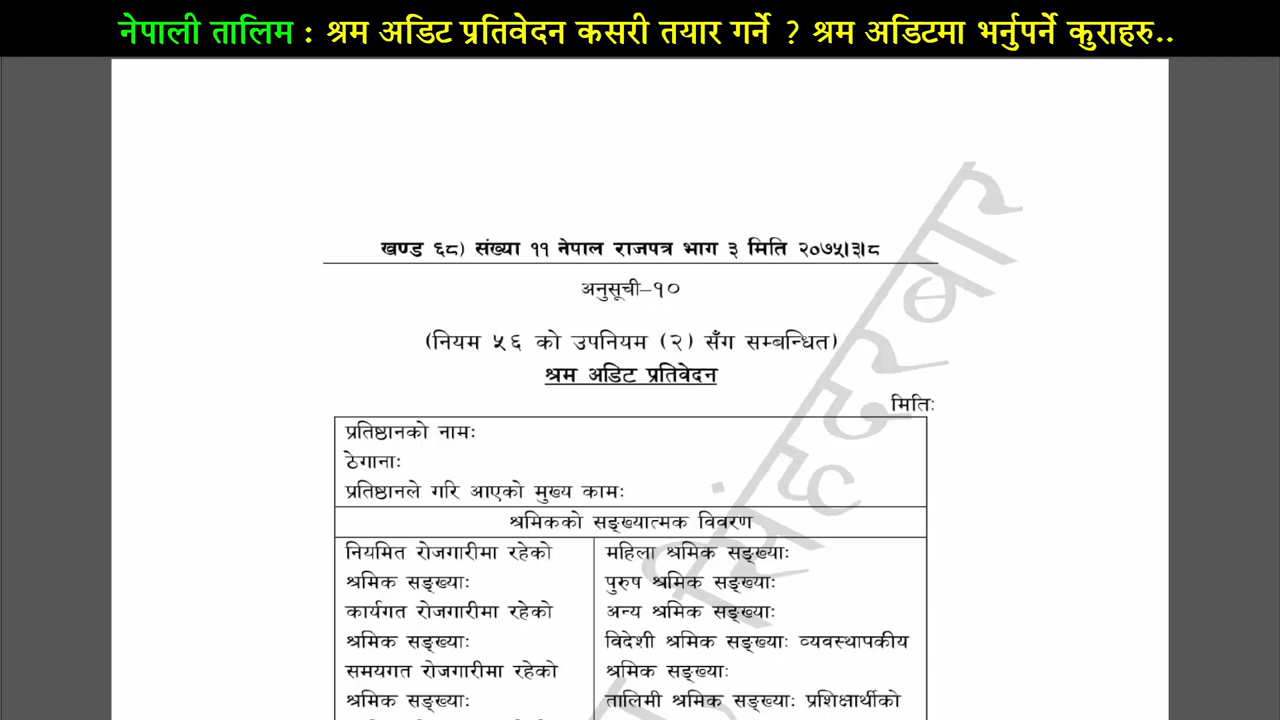 नेपाली तालिम : श्रम अडिट प्रतिवेदन कसरी तयार गर्ने ? श्रम अडिटमा भर्नुपर्ने कुराहरु..
खण्ड ६८) संख्या ११ नेपाल राजपत्र भाग ३ मिति २०७५।३।८
अनुसूची–१०
(नियम ५६ को उपनियम (२) सँग सम्बन्धित)
श्रम अडिट प्रतिवेदन
मितिः
प्रतिष्ठानको नामः
ठेगानाः
प्रतिष्ठानले गरि आएको मुख्य कामः
श्रमिकको सङ्ख्यात्मक विवरण
नियमित रोजगारीमा रहेको
श्रमिक सङ्ख्याः
कार्यगत रोजगारीमा रहेको
श्रमिक सङ्ख्याः
समयगत रोजगारीमा रहेको
श्रमिक सङ्ख्याः
महिला श्रमिक सङ्ख्याः
पुरुष श्रमिक सङ्ख्याः
अन्य श्रमिक सङ्ख्याः
विदेशी श्रमिक सङ्ख्याः व्यवस्थापकीय
श्रमिक सङ्ख्याः
तालिमी श्रमिक सङ्ख्याः प्रशिक्षार्थीको
सिंहदरबार